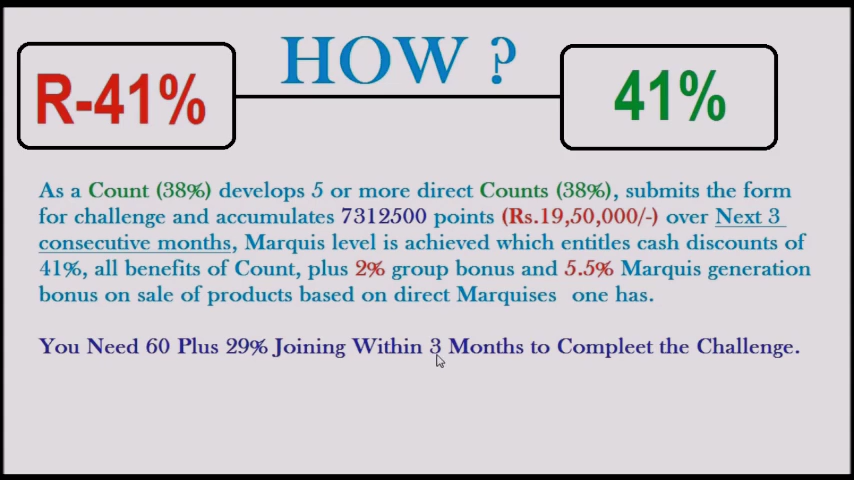 HOW ?
R-41%
41%
As a Count (38%) develops 5 or more direct Counts (38%), submits the form
for challenge and accumulates 7312500 points (Rs.19,50,000/-) over Next 3
consecutive months, Marquis level is achieved which entitles cash discounts of
41%, all benefits of Count, plus 2% group bonus and 5.5% Marquis generation
bonus on sale of products based on direct Marquises one has.
You Need 60 Plus 29% Joining Within 3 Months to Compleet the Challenge.